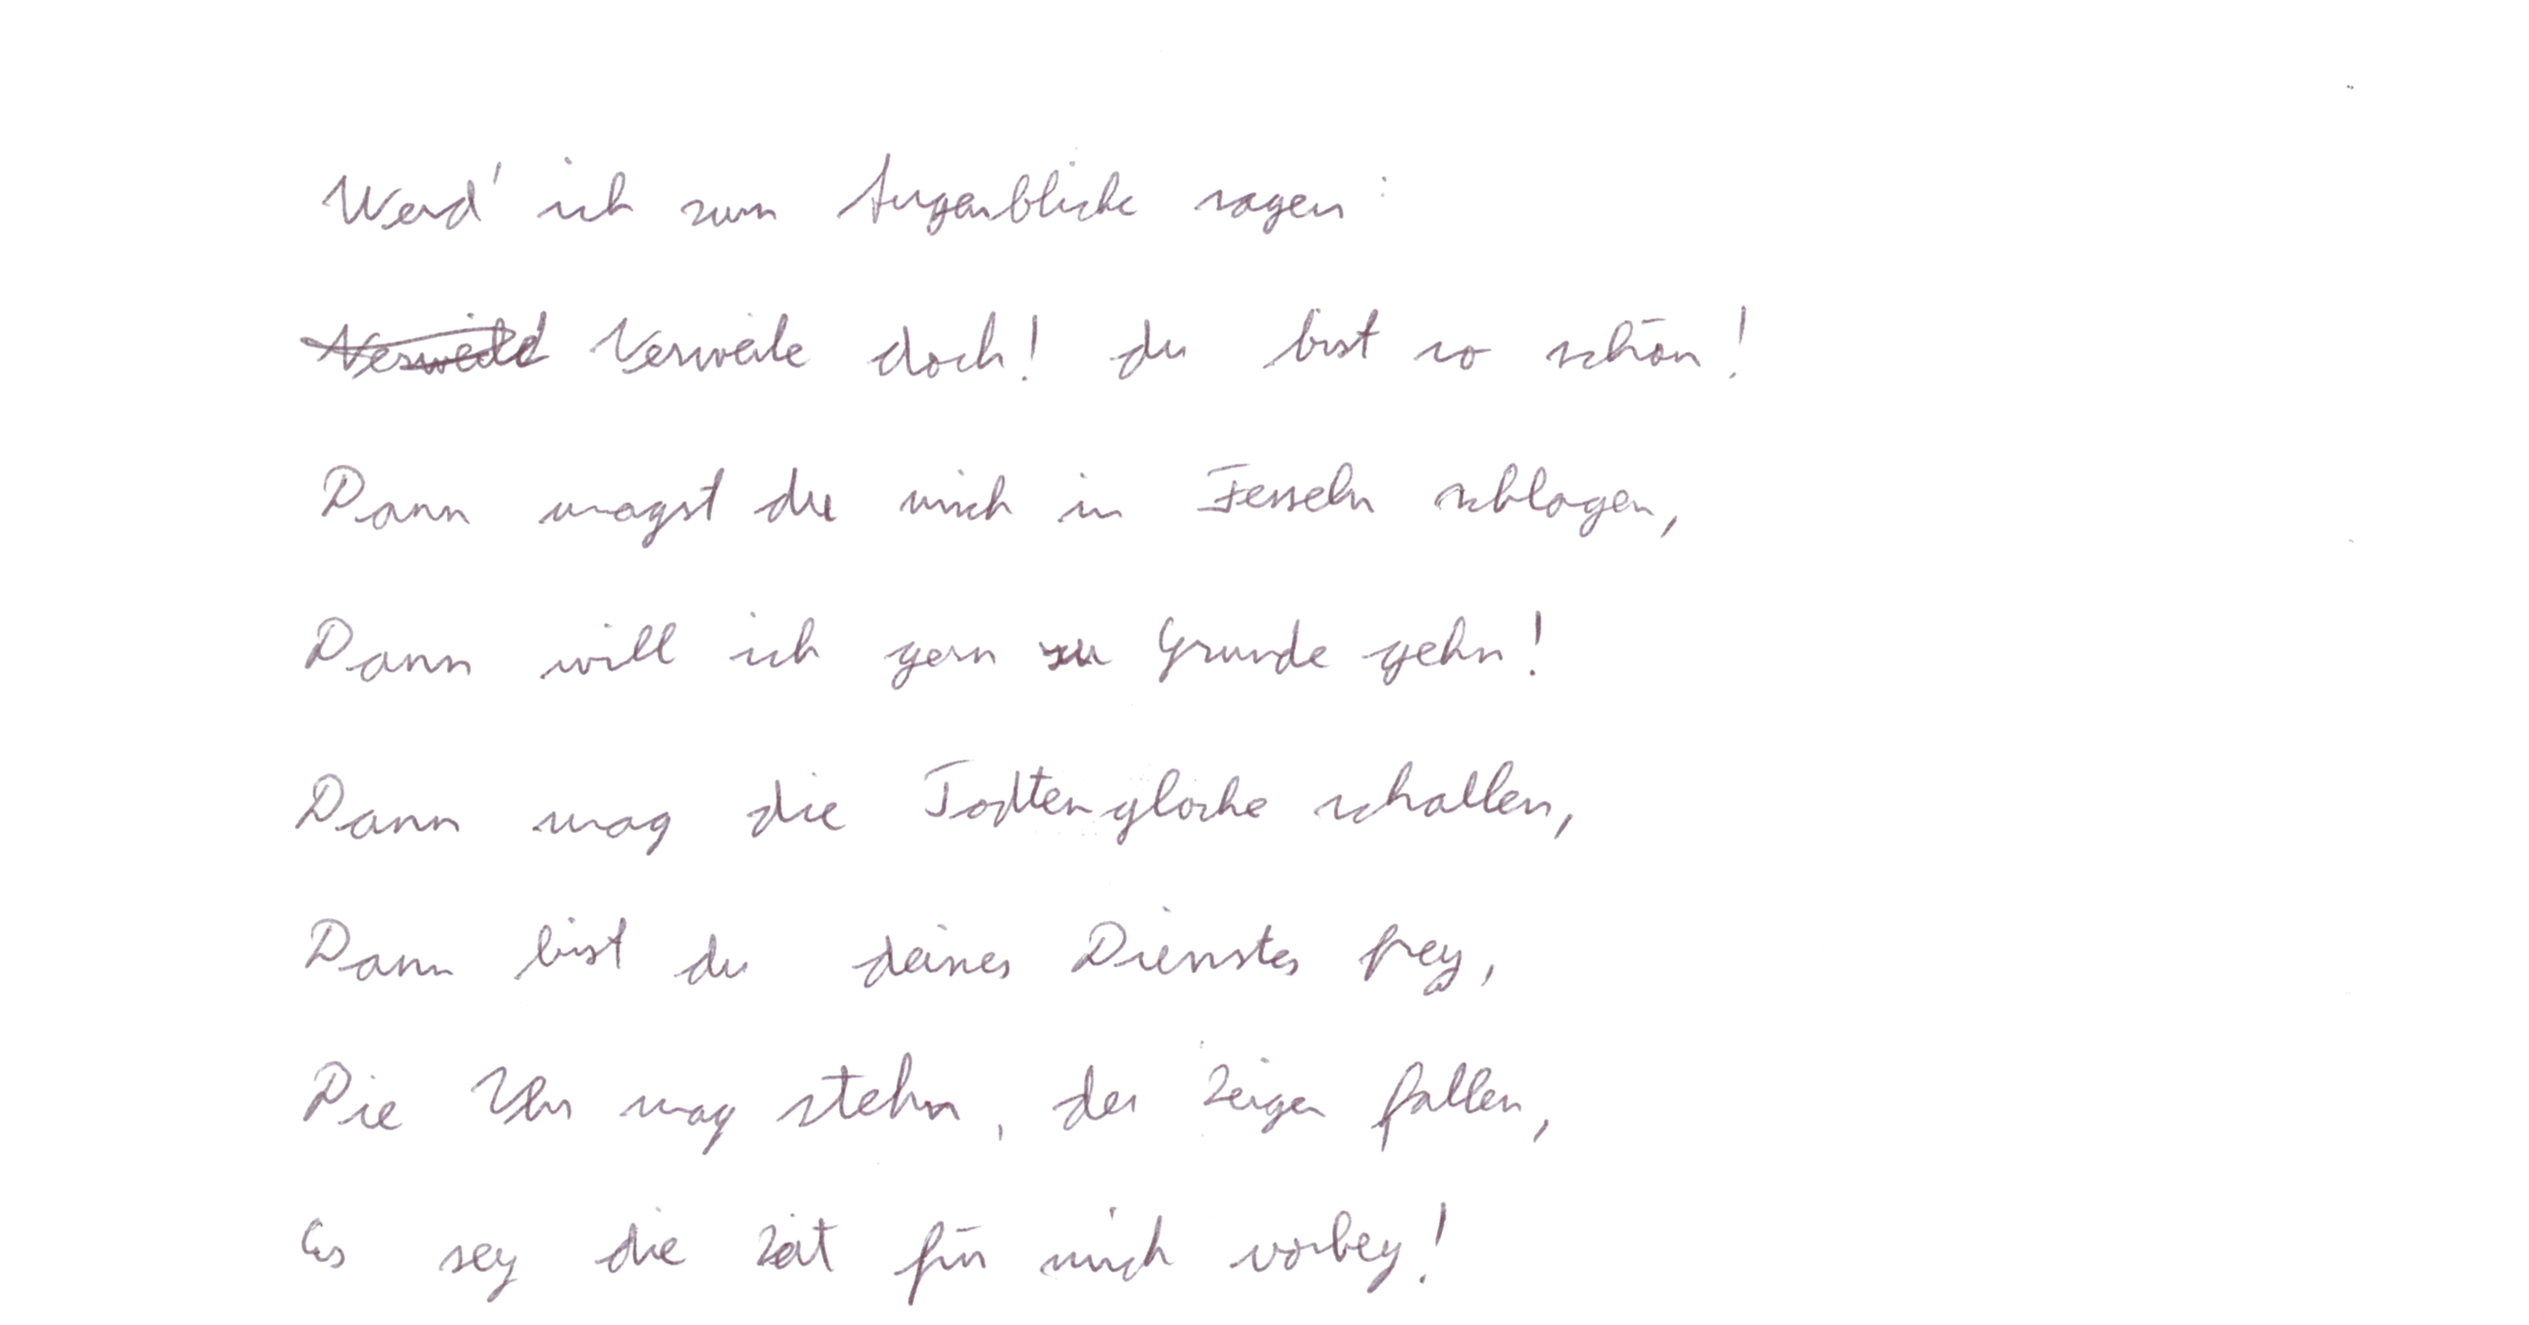 Werd' ich zum Augenblicke sagen:
Verweile doch! du bist so schön!
Dann magst du mich in Fesseln schlagen,
Dann will ich gern zu Grunde gehn!
Dann mag die Todtenglocke schallen,
Dann bist du deines Dienstes frey,
Die Uhr mag stehn, der Zeiger fallen,
Es sey die Zeit für mich vorbey!